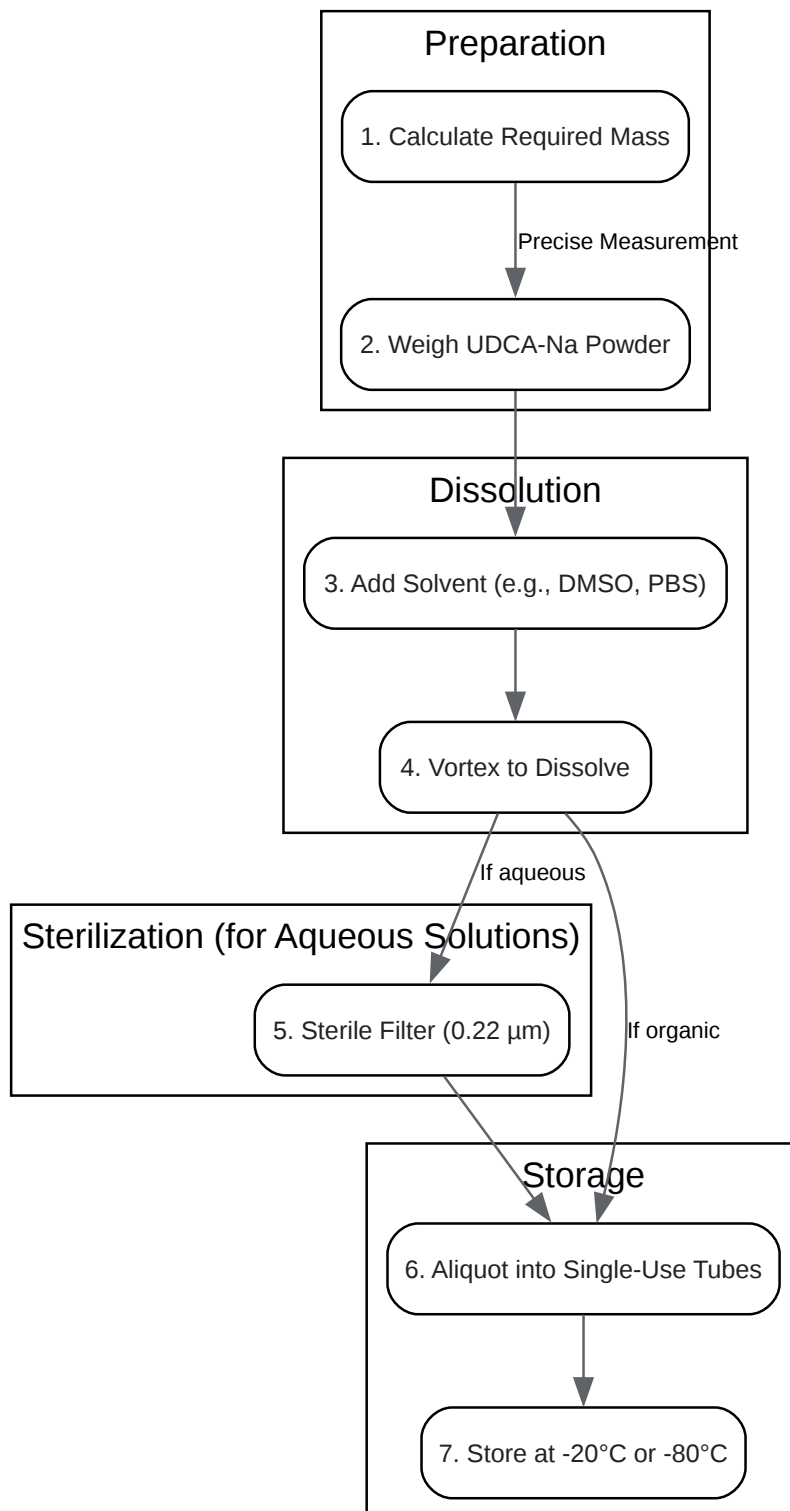 Preparation
1. Calculate Required Mass
Precise Measurement
2. Weigh UDCA-Na Powder
Dissolution
3. Add Solvent (e.g., DMSO, PBS)
4. Vortex to Dissolve
If aqueous
Sterilization (for Aqueous Solutions)
5. Sterile Filter (0.22 µm)
If organic
Storage
6. Aliquot into Single-Use Tubes
7. Store at -20°C or -80°C